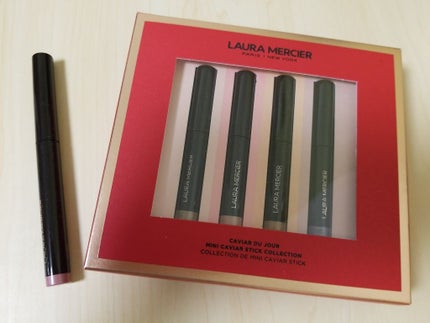 LAURA MERCIER
PARIS | NEW YORK
LAURA MERCIER
LAURA MERCIER
LAURA MERCIER
LAURA MERCIER
CAVIAR DU JOUR
MINI CAVIAR STICK COLLECTION
COLLECTION DE MINI CAVIAR STICK